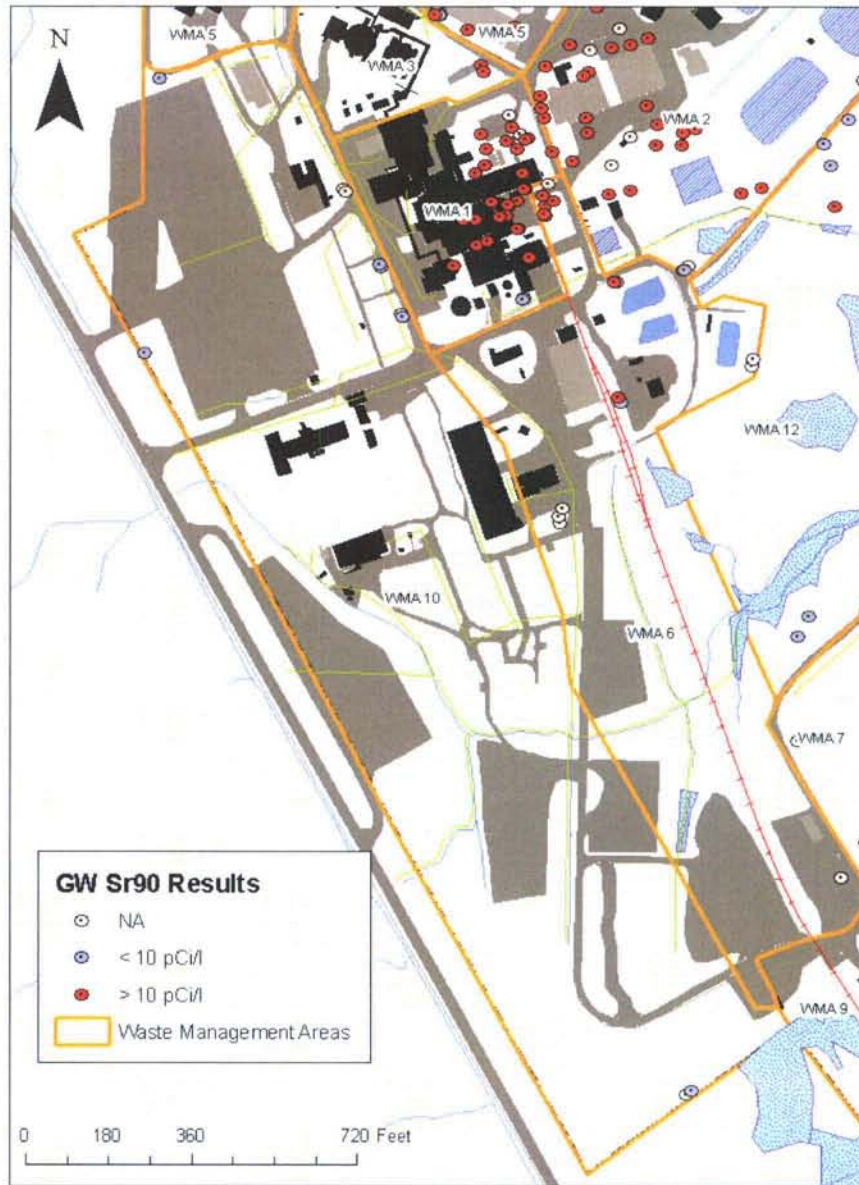 N
WMA 5
WMA 5
WMA 3
WMA 2
WMA 1
WMA 12
WMA 10
WMA 6
WMA 7
WMA 9
GW Sr90 Results
NA
< 10 pCi/l
> 10 pCi/l
Waste Management Areas
0 180 360 720 Feet